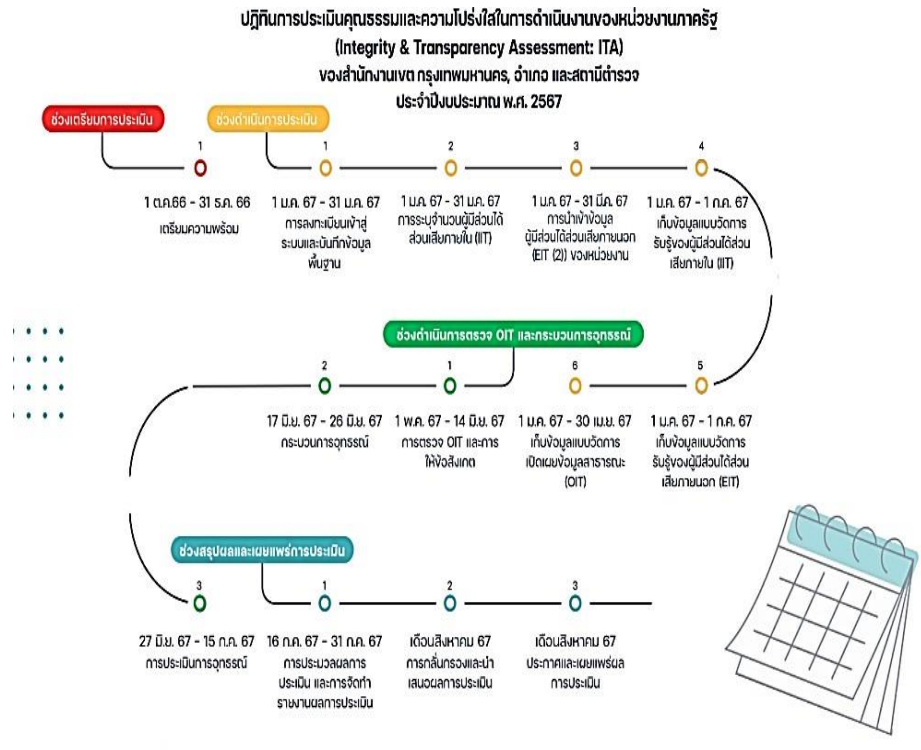 ปฏิทินการประเมินคุณธรรมและความโปร่งใสในการดำเนินงานของหน่วยงานภาครัฐ
(Integrity & Transparency Assessment: ITA)
ของสำนักงานเขต กรุงเทพมหานคร, อำเภอ และสถานีตำรวจ
ประจำปีงบประมาณ พ.ศ. 2567
ช่วงเตรียมการประเมิน
1
1 ต.ค.66 - 31 ธ.ค. 66
เตรียมความพร้อม
ช่วงดำเนินการประเมิน
1
1 ม.ค. 67 - 31 ม.ค. 67
การลงทะเบียนเข้าสู่
ระบบและบันทึกข้อมูล
พื้นฐาน
2
1 ม.ค. 67 - 31 ม.ค. 67
การระบุจำนวนผู้มีส่วนได้
ส่วนเสียภายใน (IIT)
3
1 ม.ค. 67 - 31 มี.ค. 67
การนำเข้าข้อมูล
ผู้มีส่วนได้ส่วนเสียภายนอก
(EIT (2)) ของหน่วยงาน
4
1 ม.ค. 67 - 1 ก.ค. 67
เก็บข้อมูลแบบวัดการ
รับรู้ของผู้มีส่วนได้ส่วน
เสียภายใน (IIT)
5
1 ม.ค. 67 - 1 ก.ค. 67
เก็บข้อมูลแบบวัดการ
รับรู้ของผู้มีส่วนได้ส่วน
เสียภายนอก (EIT)
6
1 ม.ค. 67 - 30 เม.ย. 67
เก็บข้อมูลแบบวัดการ
เปิดเผยข้อมูลสาธารณะ
(OIT)
ช่วงดำเนินการตรวจ OIT และกระบวนการอุทธรณ์
1
1 พ.ค. 67 - 14 มิ.ย. 67
การตรวจ OIT และการ
ให้ข้อสังเกต
2
17 มิ.ย. 67 - 26 มิ.ย. 67
กระบวนการอุทธรณ์
3
27 มิ.ย. 67 - 15 ก.ค. 67
การประเมินการอุทธรณ์
ช่วงสรุปผลและเผยแพร่การประเมิน
1
16 ก.ค. 67 - 31 ก.ค. 67
การประมวลผลการ
ประเมิน และการจัดทำ
รายงานผลการประเมิน
2
เดือนสิงหาคม 67
การกลั่นกรองและนำ
เสนอผลการประเมิน
3
เดือนสิงหาคม 67
ประกาศและเผยแพร่ผล
การประเมิน